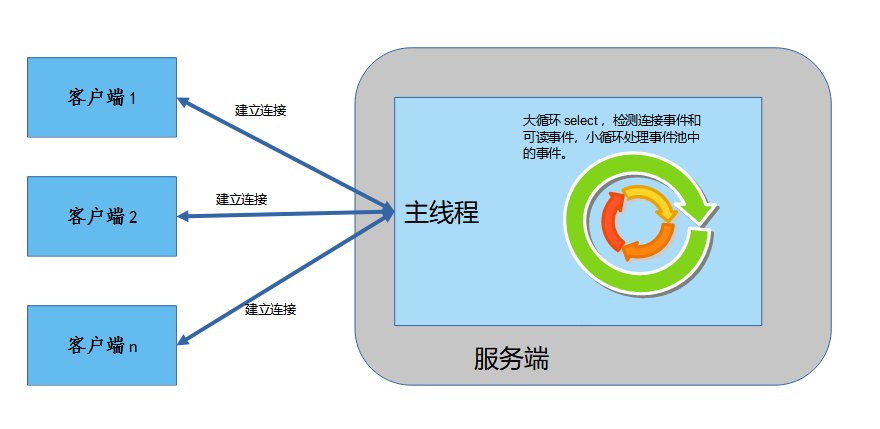 客户端 1
建立连接
大循环 select ，检测连接事件和
可读事件，小循环处理事件池中
的事件。
客户端 2
建立连接
主线程
客户端 n
建立连接
服务端